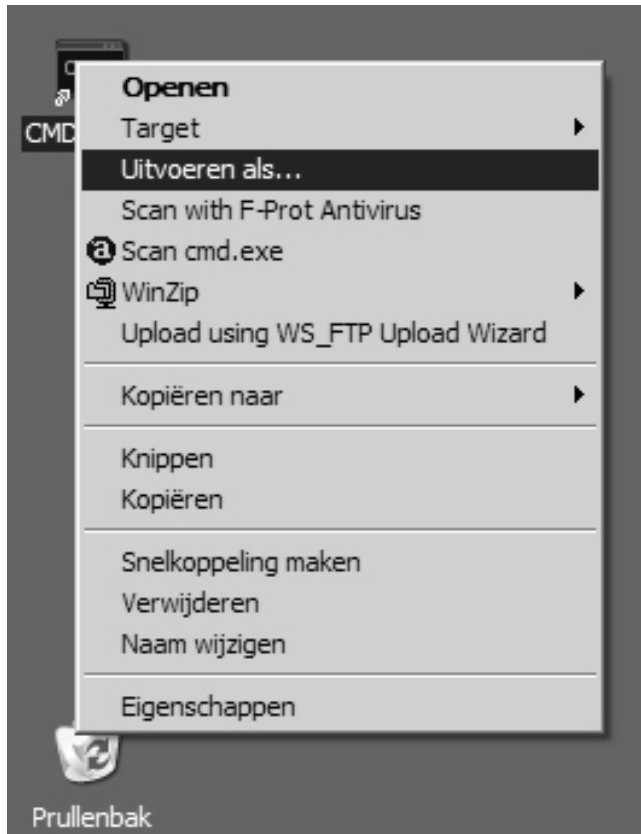 Openen
CMD
Target
Uitvoeren als...
Scan with F-Prot Antivirus
Scan cmd.exe
WinZip
Upload using WS_FTP Upload Wizard
Kopiëren naar
Knippen
Kopiëren
Snelkoppeling maken
Verwijderen
Naam wijzigen
Eigenschappen
Prullenbak